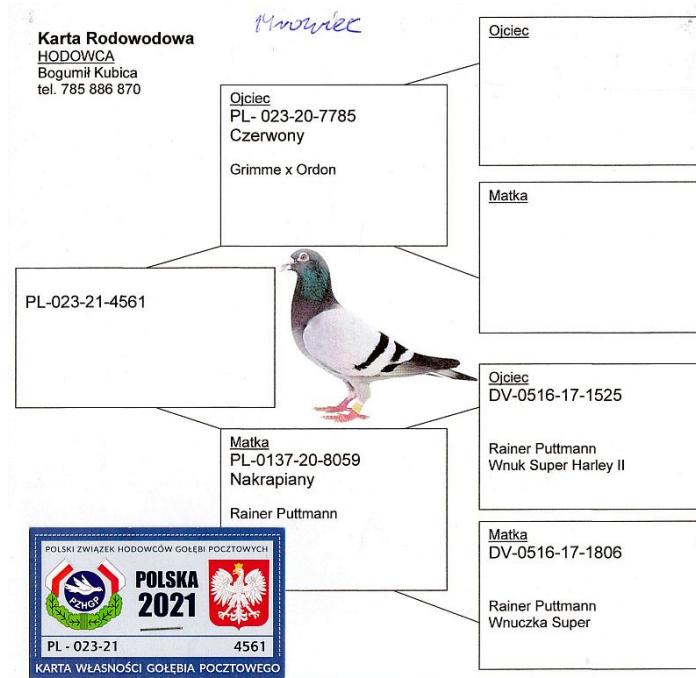 Karta Rodowodowa
HODOWCA
Bogumił Kubica
tel. 785 886 870
Ojciec
PL- 023-20-7785
Czerwony
Grimme x Ordon
Ojciec
Matka
PL-023-21-4561
Matka
PL-0137-20-8059
Nakrapiany
Rainer Puttmann
Ojciec
DV-0516-17-1525
Rainer Puttmann
Wnuk Super Harley II
Matka
DV-0516-17-1806
Rainer Puttmann
Wnuczka Super
POLSKI ZWIĄZEK HODOWCÓW GOŁĘBI POCZTOWYCH
PZHGP
POLSKA
2021
PL - 023-21 4561
KARTA WŁASNOŚCI GOŁĘBIA POCZTOWEGO